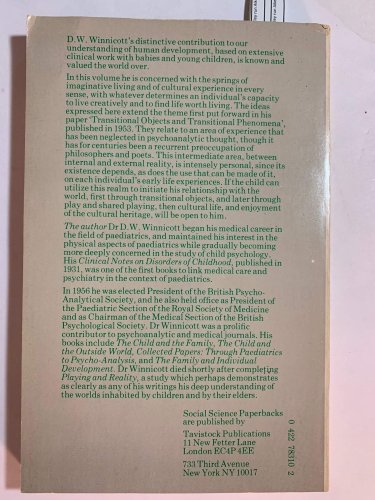 D.W. Winnicott's distinctive contribution to our
understanding of human development, based on extensive
clinical work with babies and young children, is known and
valued the world over.
In this volume he is concerned with the springs of
imaginative living and of cultural experience in every
sense, with whatever determines an individual's capacity
to live creatively and to find life worth living. The ideas
expressed here extend the theme first put forward in his
paper 'Transitional Objects and Transitional Phenomena',
published in 1953. They relate to an area of experience that
has been neglected in psychoanalytic thought, though it
has for centuries been a recurrent preoccupation of
philosophers and poets. This intermediate area, between
internal and external reality, is intensely personal, since its
existence depends, as does the use that can be made of it,
on each individual's early life experiences. If the child can
utilize this realm to initiate his relationship with the
world, first through transitional objects, and later through
play and shared playing, then cultural life, and enjoyment
of the cultural heritage, will be open to him.
The author Dr D.W. Winnicott began his medical career in
the field of paediatrics, and maintained his interest in the
physical aspects of paediatrics while gradually becoming
more deeply concerned in the study of child psychology.
His Clinical Notes on Disorders of Childhood, published in
1931, was one of the first books to link medical care and
psychiatry in the context of paediatrics.
In 1956 he was elected President of the British Psycho-
Analytical Society, and he also held office as President of
the Paediatric Section of the Royal Society of Medicine
and as Chairman of the Medical Section of the British
Psychological Society. Dr Winnicott was a prolific
contributor to psychoanalytic and medical journals. His
books include The Child and the Family, The Child and
the Outside World, Collected Papers: Through Paediatrics
to Psycho-Analysis, and The Family and Individual
Development. Dr Winnicott died shortly after completing
Playing and Reality, a study which perhaps demonstrates
as clearly as any of his writings his deep understanding of
the worlds inhabited by children and by their elders.
Social Science Paperbacks
are published by
Tavistock Publications
11 New Fetter Lane
London EC4P 4EE
733 Third Avenue
New York NY 10017
0 422 78310 2